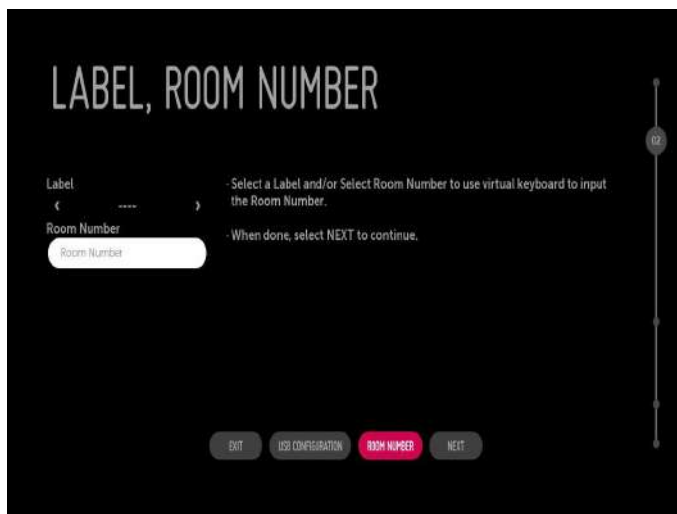 LABEL, ROOM NUMBER
02
Label
‹ ---- ›
Room Number
Room Number
- Select a Label and/or Select Room Number to use virtual keyboard to input
the Room Number.
- When done, select NEXT to continue.
EXIT
USB CONFIGURATION
ROOM NUMBER
NEXT